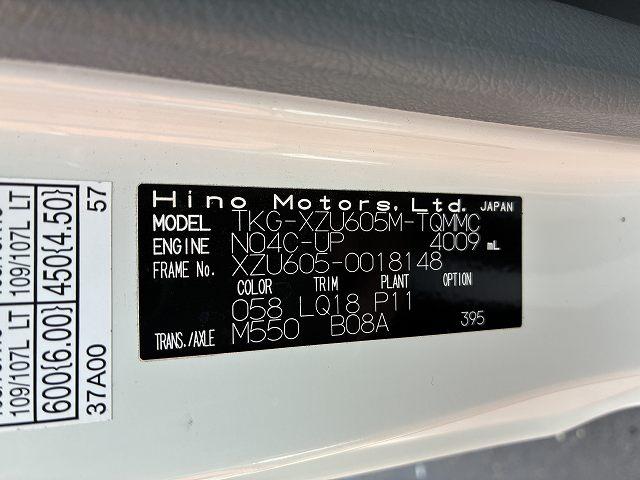 Hino Motors, Ltd. JAPAN
MODEL TKG-XZU605M-TQMMC
ENGINE N04C-UP 4009 mL
FRAME No. XZU605-0018148
COLOR TRIM PLANT OPTION
058 LQ18 P11
TRANS./AXLE M550 B08A 395
109/107L LT 109/107L LT
600{6.00} 450{4.50}
37A00 57